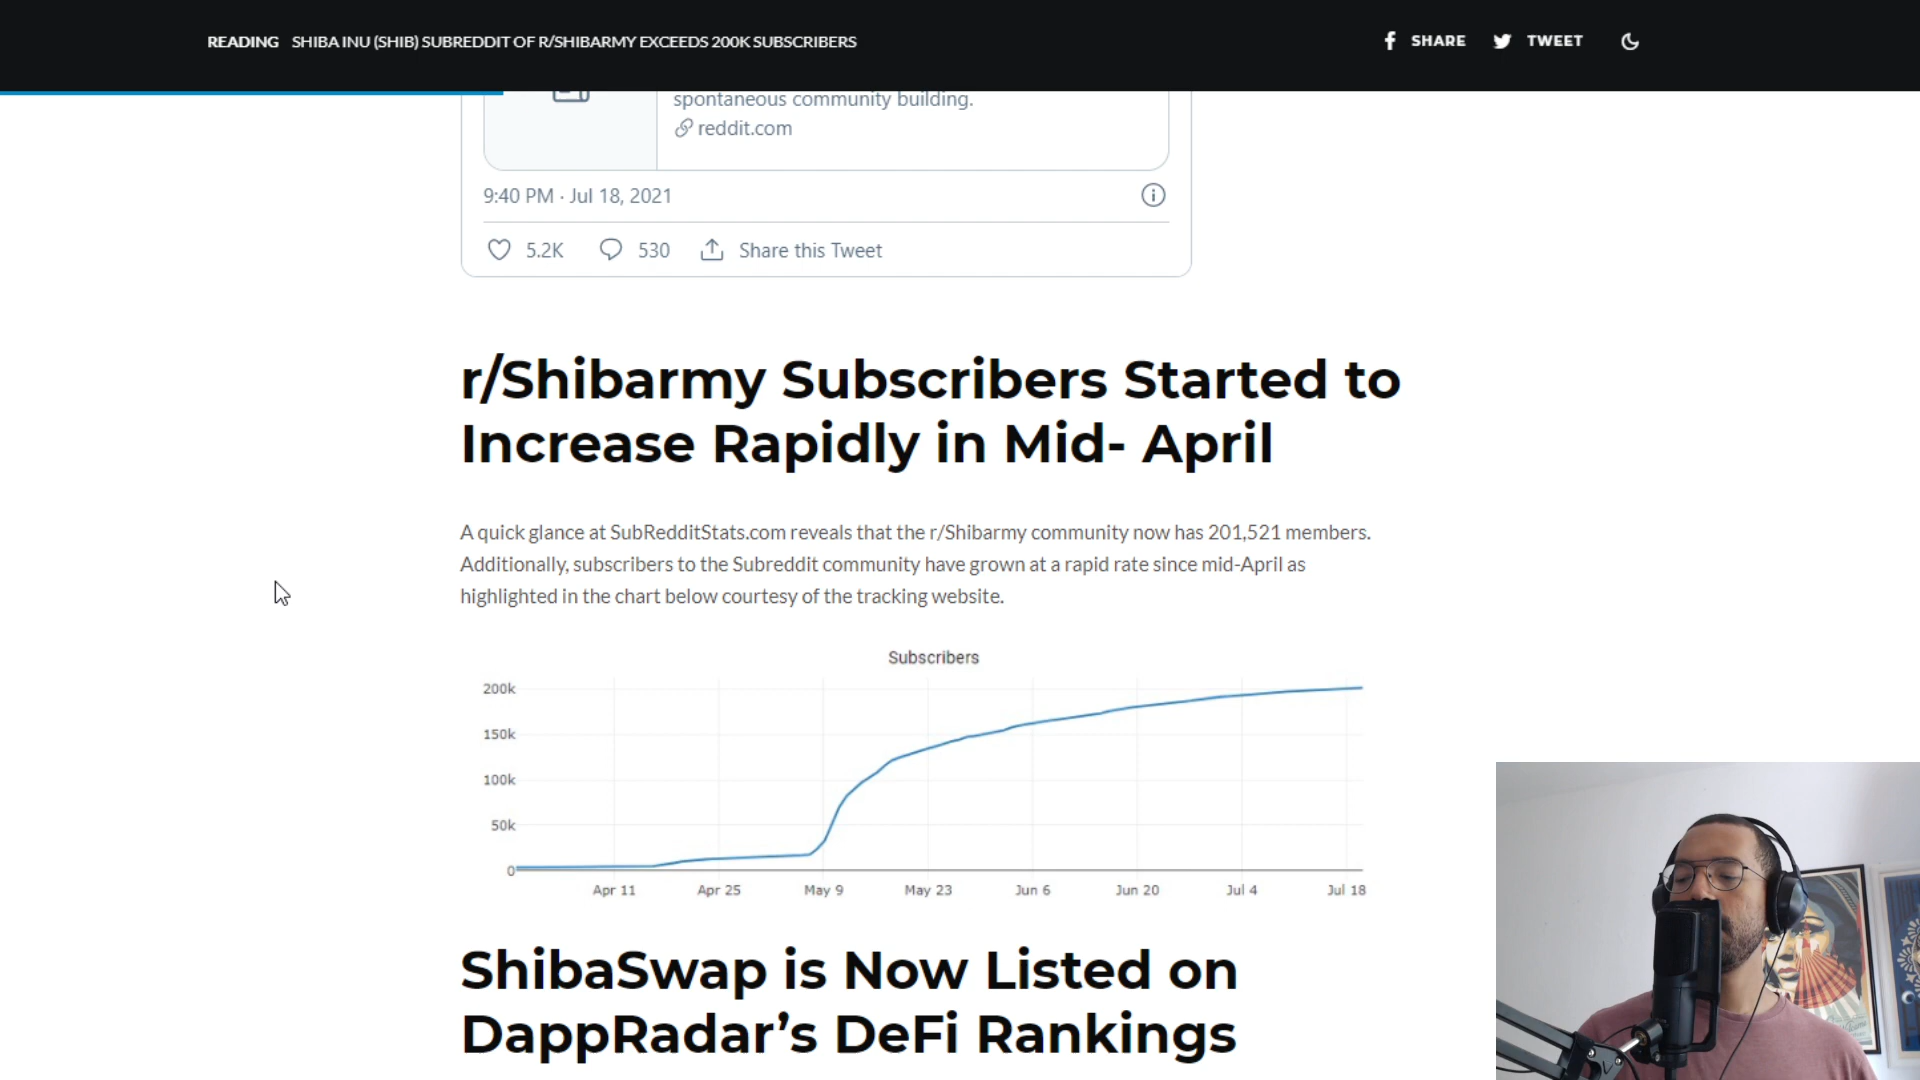 READING SHIBA INU (SHIB) SUBREDDIT OF R/SHIBARMY EXCEEDS 200K SUBSCRIBERS
SHARE
TWEET
spontaneous community building.
reddit.com
9:40 PM · Jul 18, 2021
5.2K 530 Share this Tweet
r/Shibarmy Subscribers Started to
Increase Rapidly in Mid- April
A quick glance at SubRedditStats.com reveals that the r/Shibarmy community now has 201,521 members.
Additionally, subscribers to the Subreddit community have grown at a rapid rate since mid-April as
highlighted in the chart below courtesy of the tracking website.
Subscribers
200k
150k
100k
50k
0
Apr 11 Apr 25 May 9 May 23 Jun 6 Jun 20 Jul 4 Jul 18
ShibaSwap is Now Listed on
DappRadar’s DeFi Rankings